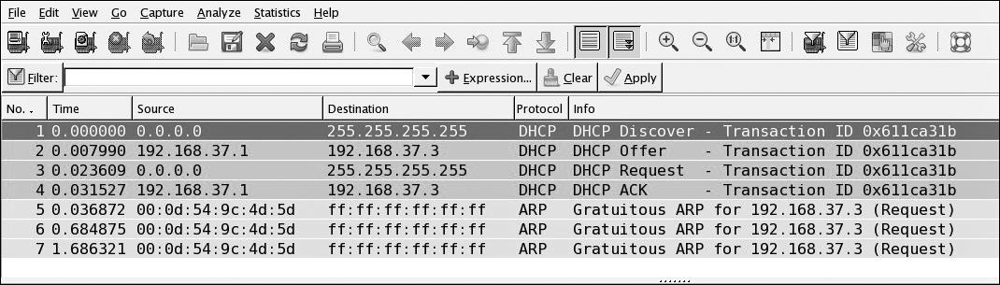 File Edit View Go Capture Analyze Statistics Help
1:1
Filter: Expression... Clear Apply
No. Time Source Destination Protocol Info
1 0.000000 0.0.0.0 255.255.255.255 DHCP DHCP Discover - Transaction ID 0x611ca31b
2 0.007990 192.168.37.1 192.168.37.3 DHCP DHCP Offer - Transaction ID 0x611ca31b
3 0.023609 0.0.0.0 255.255.255.255 DHCP DHCP Request - Transaction ID 0x611ca31b
4 0.031527 192.168.37.1 192.168.37.3 DHCP DHCP ACK - Transaction ID 0x611ca31b
5 0.036872 00:0d:54:9c:4d:5d ff:ff:ff:ff:ff:ff ARP Gratuitous ARP for 192.168.37.3 (Request)
6 0.684875 00:0d:54:9c:4d:5d ff:ff:ff:ff:ff:ff ARP Gratuitous ARP for 192.168.37.3 (Request)
7 1.686321 00:0d:54:9c:4d:5d ff:ff:ff:ff:ff:ff ARP Gratuitous ARP for 192.168.37.3 (Request)